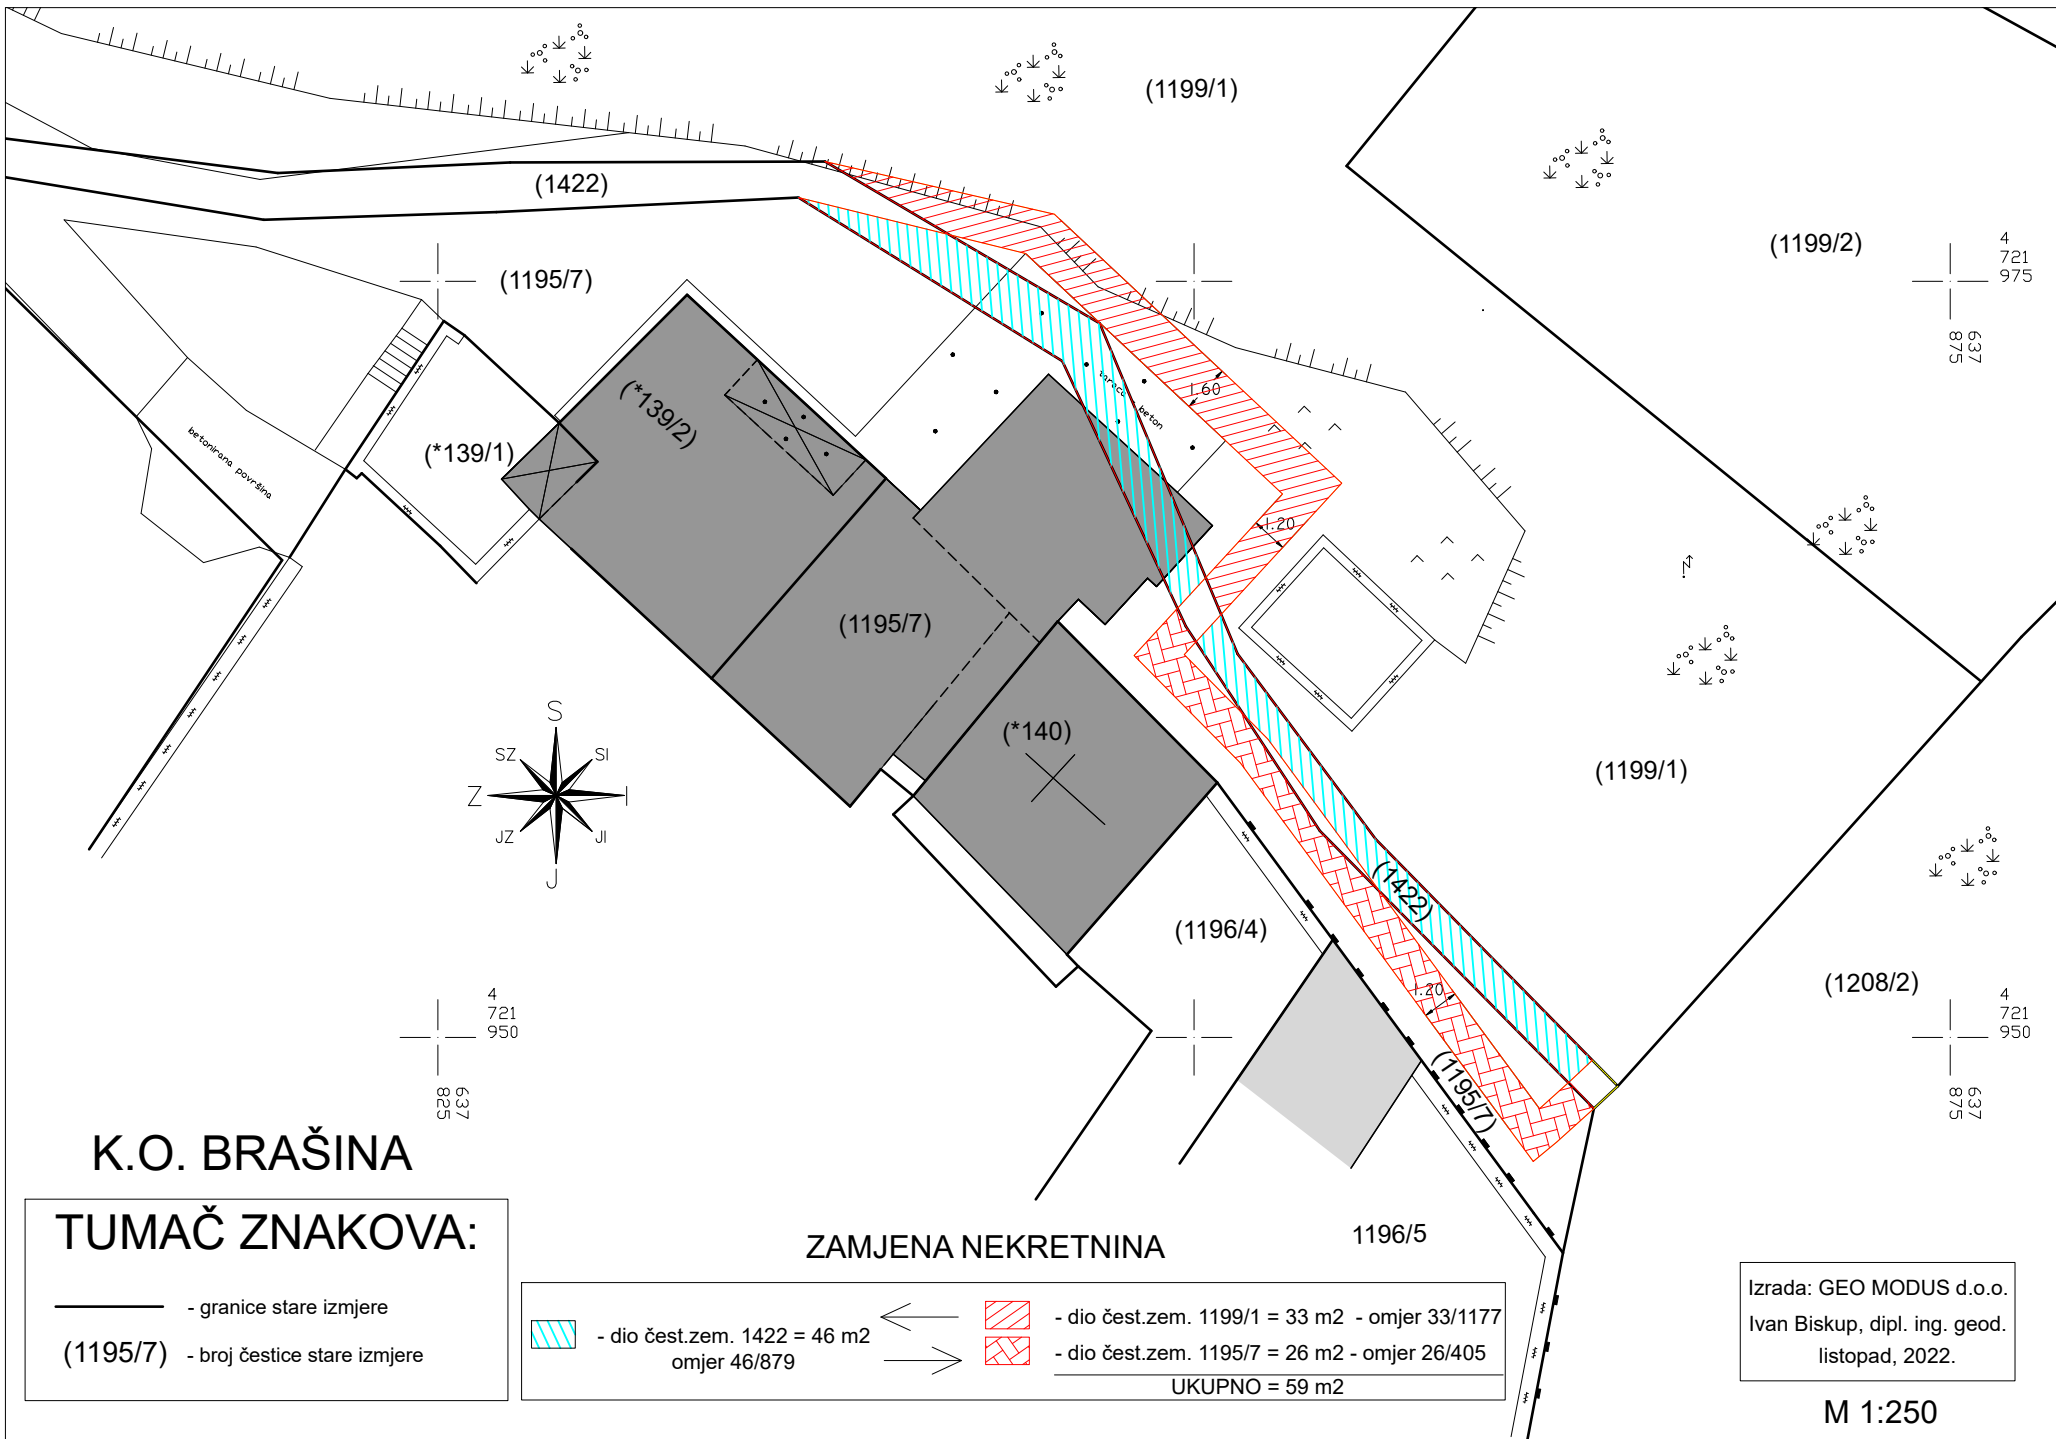 (1199/1)
(1422)
(1199/2)
4
721
975
(1195/7)
637
875
1.60
beton
(*139/2)
(*139/1)
betonirana površina
1.20
(1195/7)
S
SZ
SI
Z
I
JZ
JI
J
(*140)
(1199/1)
(1422)
(1196/4)
(1208/2)
1.20
4
721
950
4
721
950
(1195/7)
637
825
637
875
K.O. BRAŠINA
TUMAČ ZNAKOVA:
- granice stare izmjere
(1195/7) - broj čestice stare izmjere
1196/5
ZAMJENA NEKRETNINA
- dio čest.zem. 1422 = 46 m2
omjer 46/879
- dio čest.zem. 1199/1 = 33 m2 - omjer 33/1177
- dio čest.zem. 1195/7 = 26 m2 - omjer 26/405
UKUPNO = 59 m2
Izrada: GEO MODUS d.o.o.
Ivan Biskup, dipl. ing. geod.
listopad, 2022.
M 1:250